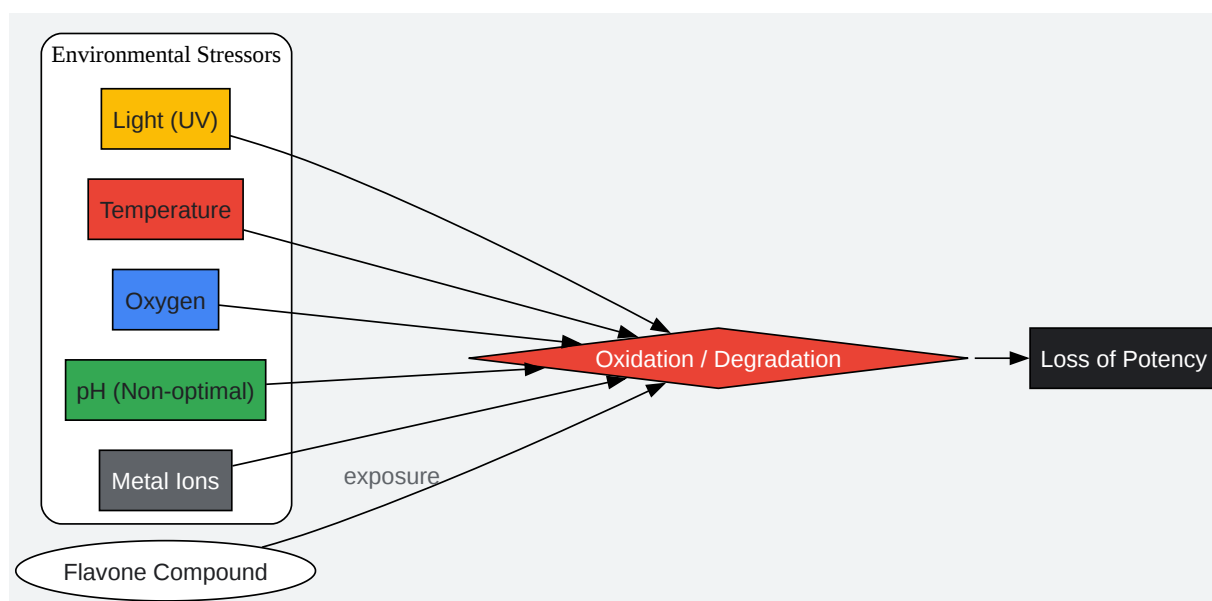 Environmental Stressors
Light (UV)
Temperature
Oxygen
pH (Non-optimal)
Metal Ions
Flavone Compound
exposure
Oxidation / Degradation
Loss of Potency